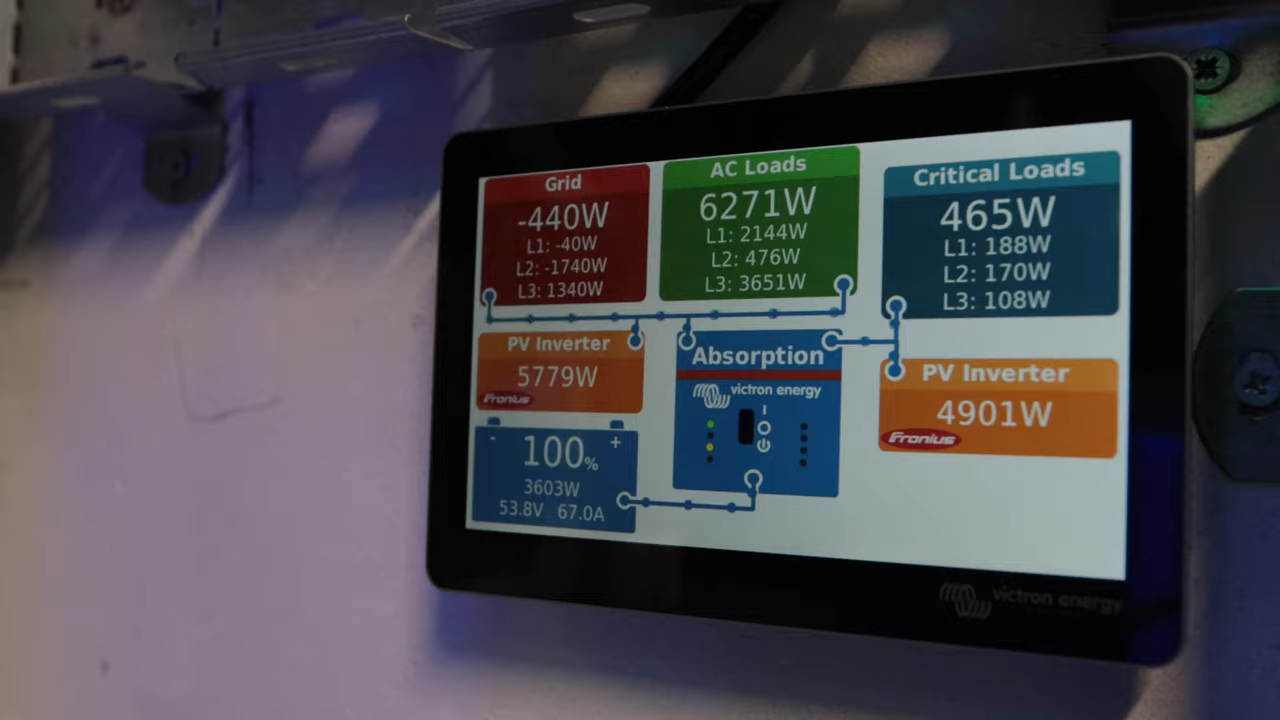 Grid
-440W
L1: -40W
L2: -1740W
L3: 1340W
AC Loads
6271W
L1: 2144W
L2: 476W
L3: 3651W
Critical Loads
465W
L1: 188W
L2: 170W
L3: 108W
PV Inverter
5779W
Fronius
Absorption
victron energy
PV Inverter
4901W
Fronius
- +
100%
3603W
53.8V 67.0A
victron energy